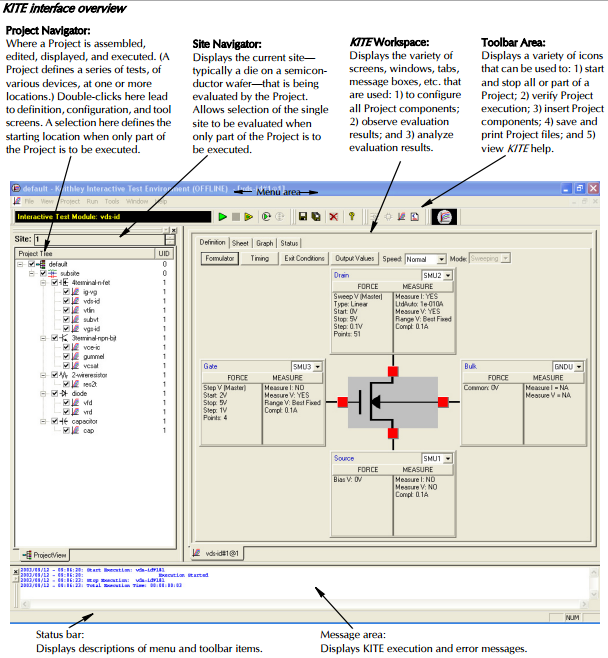 KITE interface overview
Project Navigator:
Where a Project is assembled,
edited, displayed, and executed. (A
Project defines a series of tests, of
various devices, at one or more
locations.) Double-clicks here lead
to definition, configuration, and tool
screens. A selection here defines the
starting location when only part of
the Project is to be executed.
Site Navigator:
Displays the current site—
typically a die on a semicon-
ductor wafer—that is being
evaluated by the Project.
Allows selection of the single
site to be evaluated when
only part of the Project is to
be executed.
KITE Workspace:
Displays the variety of
screens, windows, tabs,
message boxes, etc. that
are used: 1) to configure
all Project components;
2) observe evaluation
results; and 3) analyze
evaluation results.
Toolbar Area:
Displays a variety of icons
that can be used to: 1) start
and stop all or part of a
Project; 2) verify Project
execution; 3) insert Project
components; 4) save and
print Project files; and 5)
view KITE help.
default - Keithley Interactive Test Environment (OFFLINE) - [vds-id#1@1]
Menu area
File View Project Run Tools Window Help
Interactive Test Module: vds-id
Site: 1
Project Tree UID
default 0
subsite 0
4terminal-n-fet 1
ig-vg 1
vds-id 1
vtlin 1
subvt 1
vgs-id 1
3terminal-npn-bjt 1
vce-ic 1
gummel 1
vcsat 1
2-wireresistor 1
res2t 1
diode 1
vfd 1
vrd 1
capacitor 1
cap 1
ProjectView
Definition Sheet Graph Status
Formulator Timing Exit Conditions Output Values Speed: Normal Mode: Sweeping
Drain SMU2
FORCE MEASURE
Sweep V (Master) Measure I: YES
Type: Linear LtdAuto: 1e-010A
Start: 0V Measure V: YES
Stop: 5V Range V: Best Fixed
Step: 0.1V Compl: 0.1A
Points: 51
Gate SMU3
FORCE MEASURE
Step V (Master) Measure I: NO
Start: 2V Measure V: YES
Stop: 5V Range V: Best Fixed
Step: 1V Compl: 0.1A
Points: 4
Bulk GNDU
FORCE MEASURE
Common: 0V Measure I = NA
Measure V = NA
Source SMU1
FORCE MEASURE
Bias V: 0V Measure I: NO
Measure V: NO
Compl: 0.1A
vds-id#1@1
2003/09/12 - 09:06:20: Start Execution: vds-id#1@1
Execution Started
2003/09/12 - 09:06:23: Stop Execution: vds-id#1@1
2003/09/12 - 09:06:23: Total Execution Time: 00:00:00:03
NUM
Status bar:
Displays descriptions of menu and toolbar items.
Message area:
Displays KITE execution and error messages.